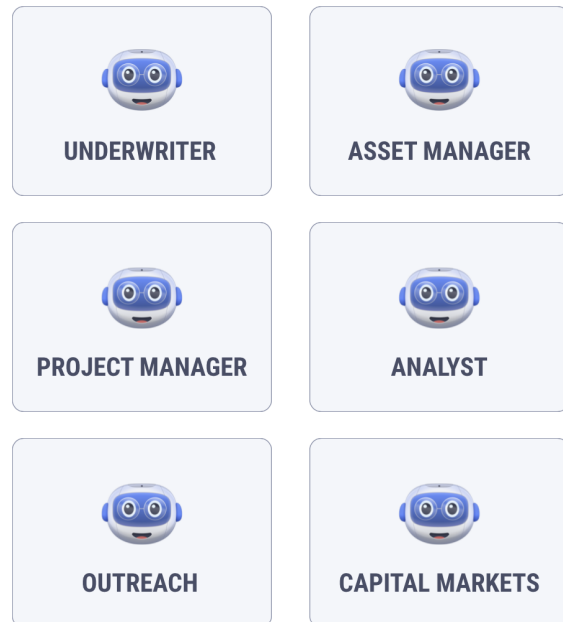 UNDERWRITER
ASSET MANAGER
PROJECT MANAGER
ANALYST
OUTREACH
CAPITAL MARKETS